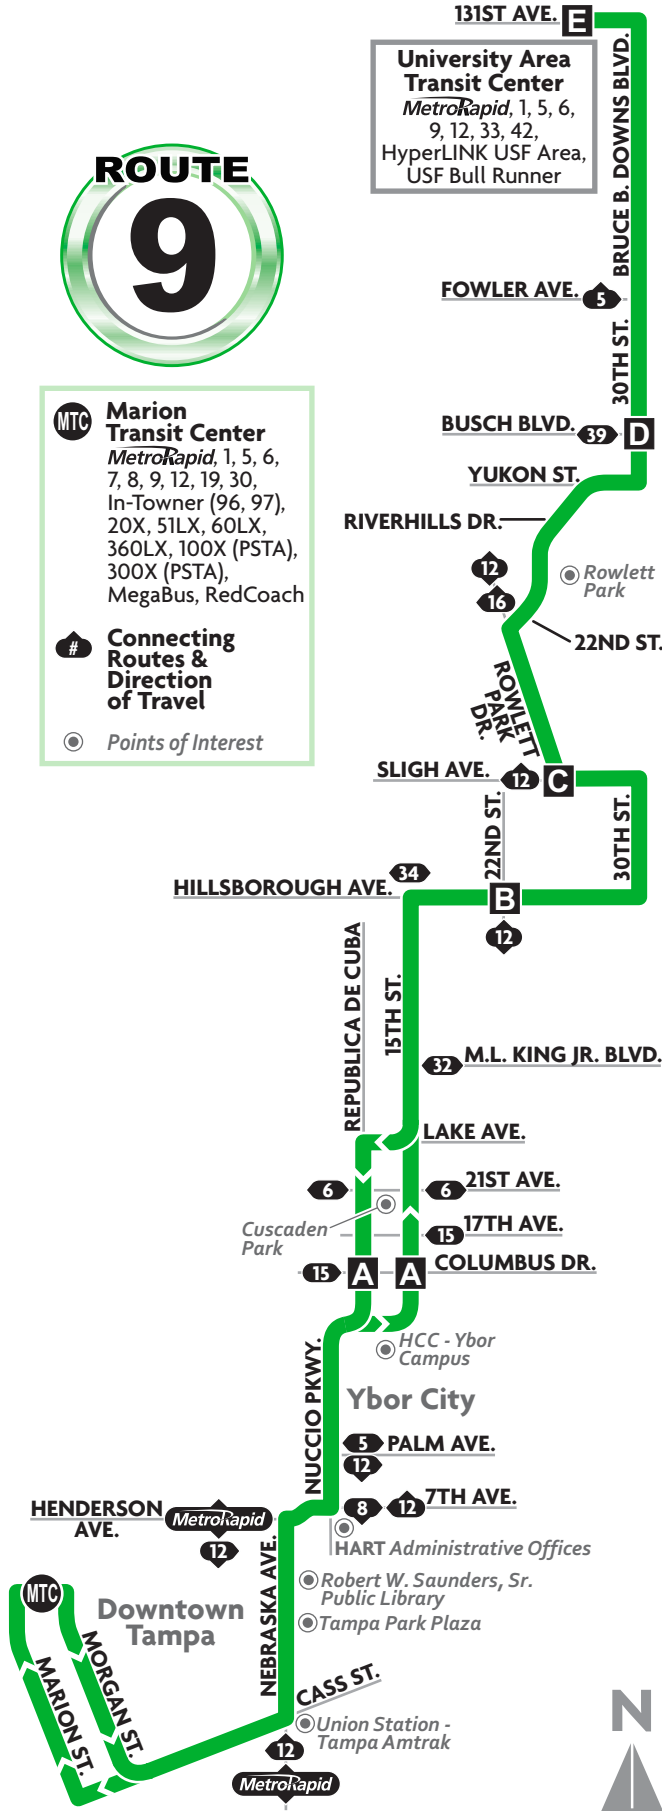 131ST AVE.
E
University Area
Transit Center
MetroRapid, 1, 5, 6,
9, 12, 33, 42,
HyperLINK USF Area,
USF Bull Runner
BRUCE B. DOWNS BLVD.
ROUTE
9
FOWLER AVE.
5
30TH ST.
MTC
Marion
Transit Center
MetroRapid, 1, 5, 6,
7, 8, 9, 12, 19, 30,
In-Towner (96, 97),
20X, 51LX, 60LX,
360LX, 100X (PSTA),
300X (PSTA),
MegaBus, RedCoach
#
Connecting
Routes &
Direction
of Travel
Points of Interest
BUSCH BLVD.
39
D
YUKON ST.
RIVERHILLS DR.
12
16
Rowlett
Park
22ND ST.
ROWLETT
PARK
DR.
SLIGH AVE.
12
C
22ND ST.
30TH ST.
34
HILLSBOROUGH AVE.
B
12
REPUBLICA DE CUBA
15TH ST.
32
M.L. KING JR. BLVD.
LAKE AVE.
6
6
21ST AVE.
Cuscaden
Park
15
17TH AVE.
15
A
A
COLUMBUS DR.
HCC - Ybor
Campus
NUCCIO PKWY.
Ybor City
5
PALM AVE.
12
HENDERSON
AVE.
MetroRapid
12
8
12
7TH AVE.
HART Administrative Offices
NEBRASKA AVE.
Robert W. Saunders, Sr.
Public Library
Tampa Park Plaza
MTC
Downtown
Tampa
MORGAN ST.
MARION ST.
CASS ST.
Union Station -
Tampa Amtrak
12
MetroRapid
N